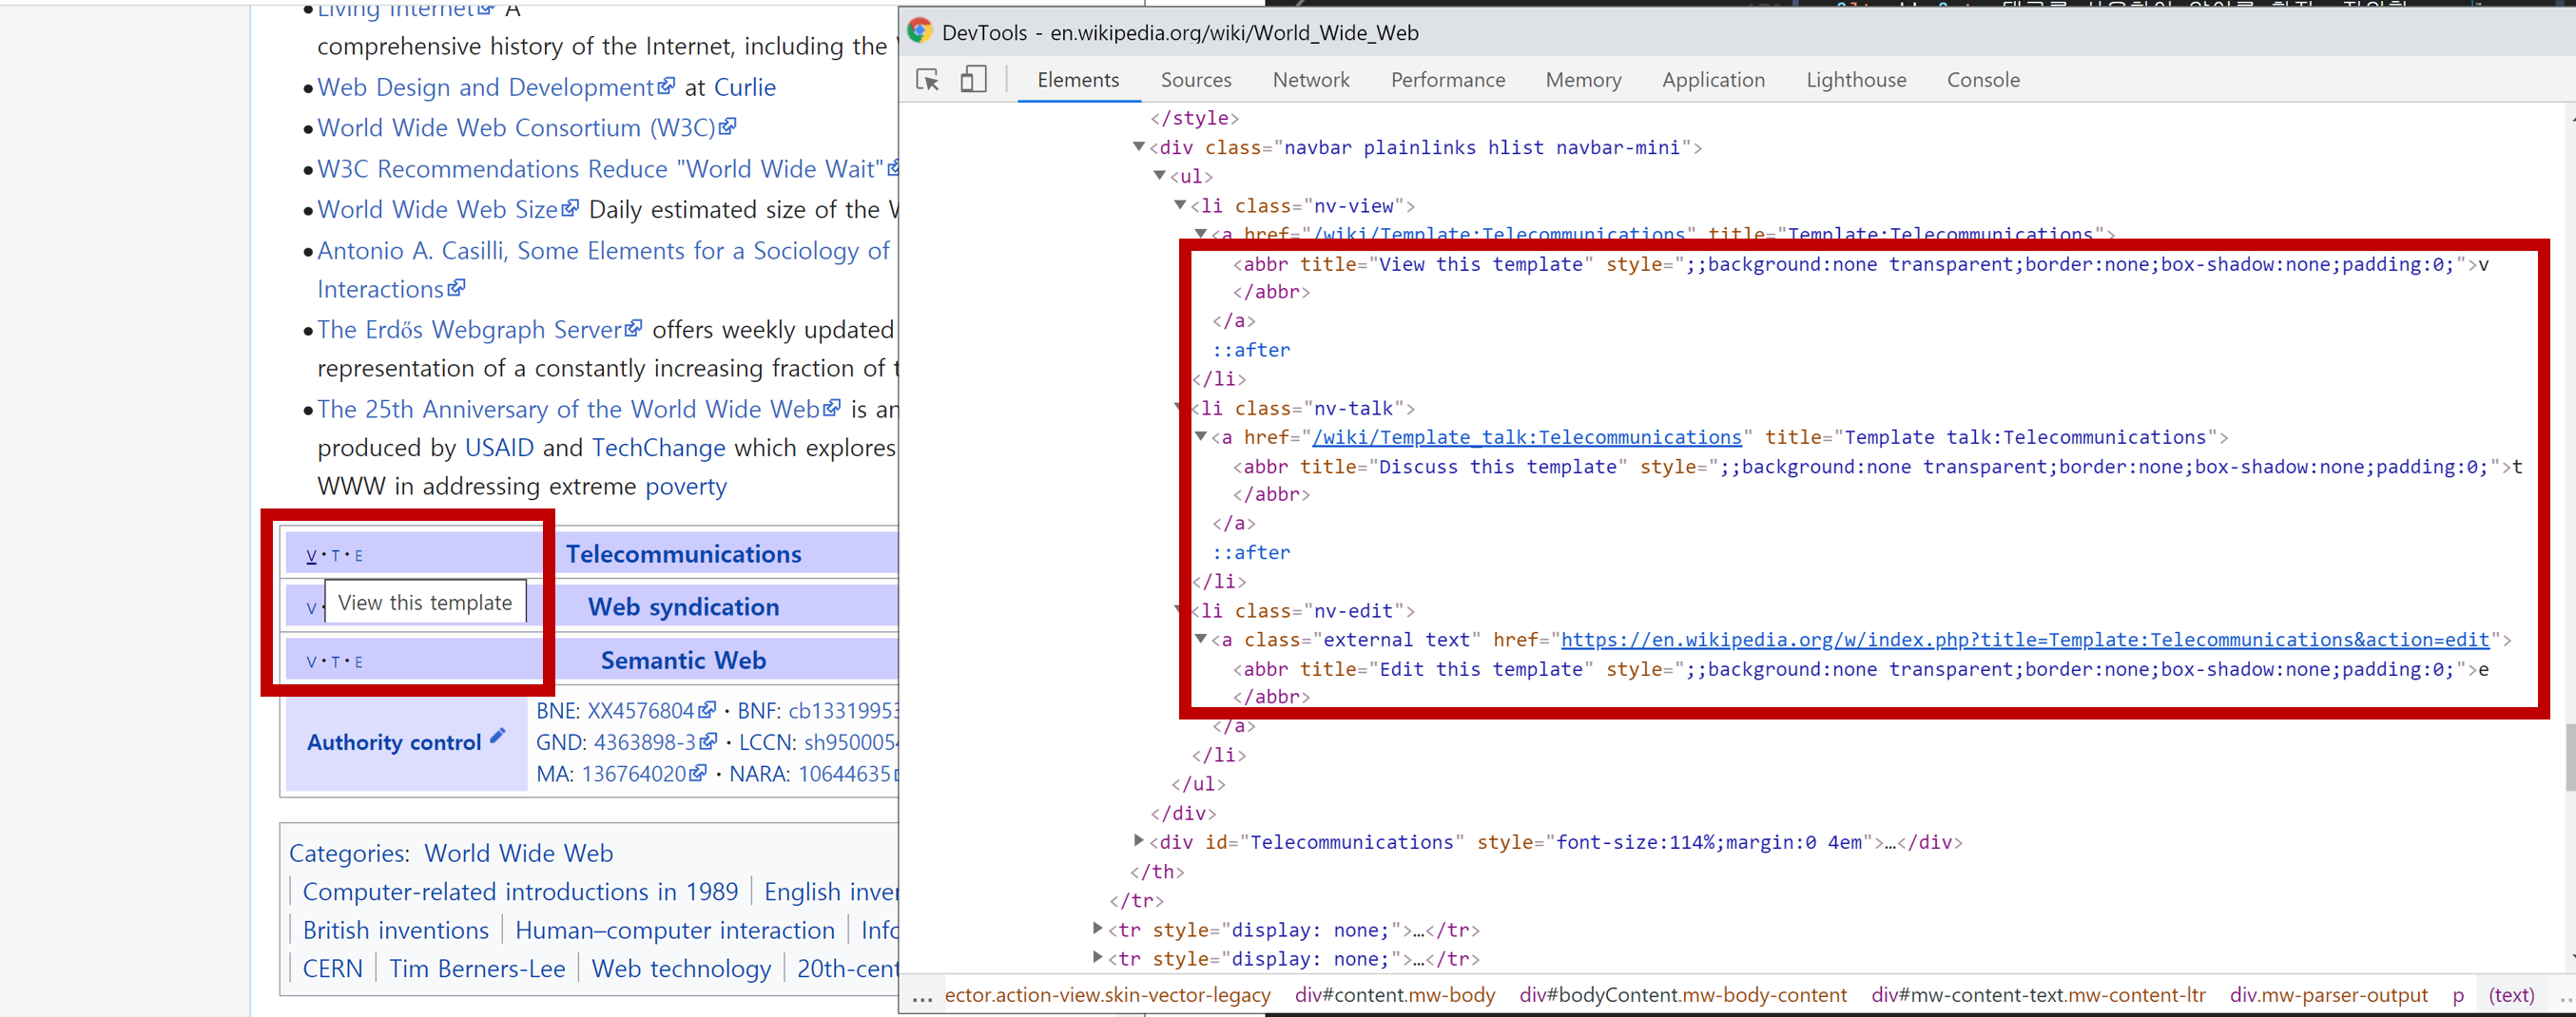 Living Internet A
comprehensive history of the Internet, including the
Web Design and Development at Curlie
World Wide Web Consortium (W3C)
W3C Recommendations Reduce "World Wide Wait"
World Wide Web Size Daily estimated size of the
Antonio A. Casilli, Some Elements for a Sociology of
Interactions
The Erdős Webgraph Server offers weekly updated
representation of a constantly increasing fraction of
The 25th Anniversary of the World Wide Web is an
produced by USAID and TechChange which explores
WWW in addressing extreme poverty
V · T · E Telecommunications
V · View this template Web syndication
V · T · E Semantic Web
Authority control
BNE: XX4576804 · BNF: cb13319953
GND: 4363898-3 · LCCN: sh9500054
MA: 136764020 · NARA: 10644635
Categories: World Wide Web
Computer-related introductions in 1989 | English inver
British inventions | Human–computer interaction | Info
CERN | Tim Berners-Lee | Web technology | 20th-cent
DevTools - en.wikipedia.org/wiki/World_Wide_Web
Elements Sources Network Performance Memory Application Lighthouse Console
</style>
<div class="navbar plainlinks hlist navbar-mini">
<ul>
<li class="nv-view">
<a href="/wiki/Template:Telecommunications" title="Template:Telecommunications">
<abbr title="View this template" style=";;background:none transparent;border:none;box-shadow:none;padding:0;">v
</abbr>
</a>
::after
</li>
<li class="nv-talk">
<a href="/wiki/Template_talk:Telecommunications" title="Template talk:Telecommunications">
<abbr title="Discuss this template" style=";;background:none transparent;border:none;box-shadow:none;padding:0;">t
</abbr>
</a>
::after
</li>
<li class="nv-edit">
<a class="external text" href="https://en.wikipedia.org/w/index.php?title=Template:Telecommunications&action=edit">
<abbr title="Edit this template" style=";;background:none transparent;border:none;box-shadow:none;padding:0;">e
</abbr>
</a>
</li>
</ul>
</div>
<div id="Telecommunications" style="font-size:114%;margin:0 4em">…</div>
</th>
</tr>
<tr style="display: none;">…</tr>
<tr style="display: none;">…</tr>
... ector.action-view.skin-vector-legacy div#content.mw-body div#bodyContent.mw-body-content div#mw-content-text.mw-content-ltr div.mw-parser-output p (text) ...